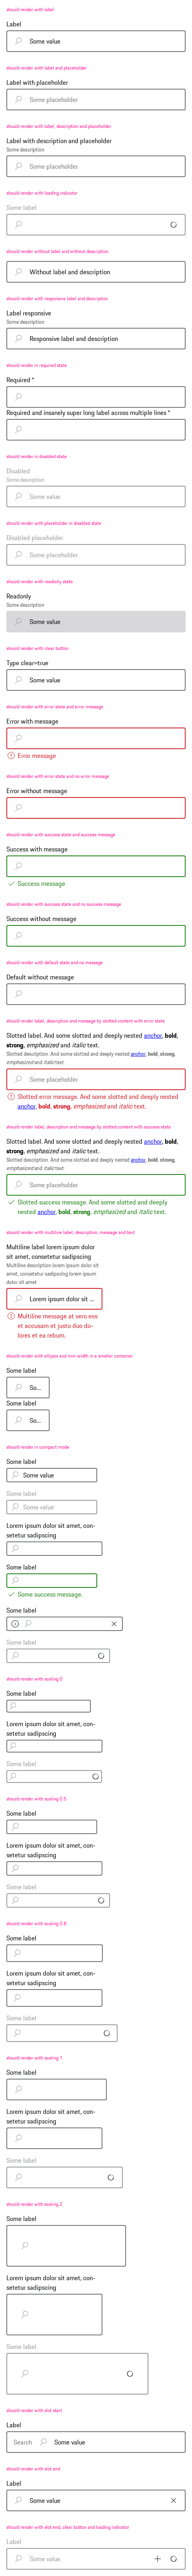 should render with label
Label
Some value
should render with label and placeholder
Label with placeholder
Some placeholder
should render with label, description and placeholder
Label with description and placeholder
Some description
Some placeholder
should render with loading indicator
Some label
should render without label and without description
Without label and description
should render with responsive label and description
Label responsive
Some description
Responsive label and description
should render in required state
Required *
Required and insanely super long label across multiple lines *
should render in disabled state
Disabled
Some description
Some value
should render with placeholder in disabled state
Disabled placeholder
Some placeholder
should render with readonly state
Readonly
Some description
Some value
should render with clear button
Type clear=true
Some value
should render with error state and error message
Error with message
Error message
should render with error state and no error message
Error without message
should render with success state and success message
Success with message
Success message
should render with success state and no success message
Success without message
should render with default state and no message
Default without message
should render label, description and message by slotted content with error state
Slotted label. And some slotted and deeply nested anchor, bold,
strong, emphasized and italic text.
Slotted description. And some slotted and deeply nested anchor, bold, strong,
emphasized and italic text.
Some placeholder
Slotted error message. And some slotted and deeply nested
anchor, bold, strong, emphasized and italic text.
should render label, description and message by slotted content with success state
Slotted label. And some slotted and deeply nested anchor, bold,
strong, emphasized and italic text.
Slotted description. And some slotted and deeply nested anchor, bold, strong,
emphasized and italic text.
Some placeholder
Slotted success message. And some slotted and deeply
nested anchor, bold, strong, emphasized and italic text.
should render with multiline label, description, message and text
Multiline label lorem ipsum dolor
sit amet, consetetur sadipscing
Multiline description lorem ipsum dolor sit
amet, consetetur sadipscing lorem ipsum
dolor sit amet
Lorem ipsum dolor sit ...
Multiline message at vero eos
et accusam et justo duo do-
lores et ea rebum.
should render with ellipsis and min-width in a smaller container
Some label
So...
Some label
So...
should render in compact mode
Some label
Some value
Some label
Some value
Lorem ipsum dolor sit amet, con-
setetur sadipscing
Some label
Some success message.
Some label
Some label
should render with scaling 0
Some label
Lorem ipsum dolor sit amet, con-
setetur sadipscing
Some label
should render with scaling 0.5
Some label
Lorem ipsum dolor sit amet, con-
setetur sadipscing
Some label
should render with scaling 0.8
Some label
Lorem ipsum dolor sit amet, con-
setetur sadipscing
Some label
should render with scaling 1
Some label
Lorem ipsum dolor sit amet, con-
setetur sadipscing
Some label
should render with scaling 2
Some label
Lorem ipsum dolor sit amet, con-
setetur sadipscing
Some label
should render with slot start
Label
Search
Some value
should render with slot end
Label
Some value
should render with slot end, clear button and loading indicator
Label
Some value